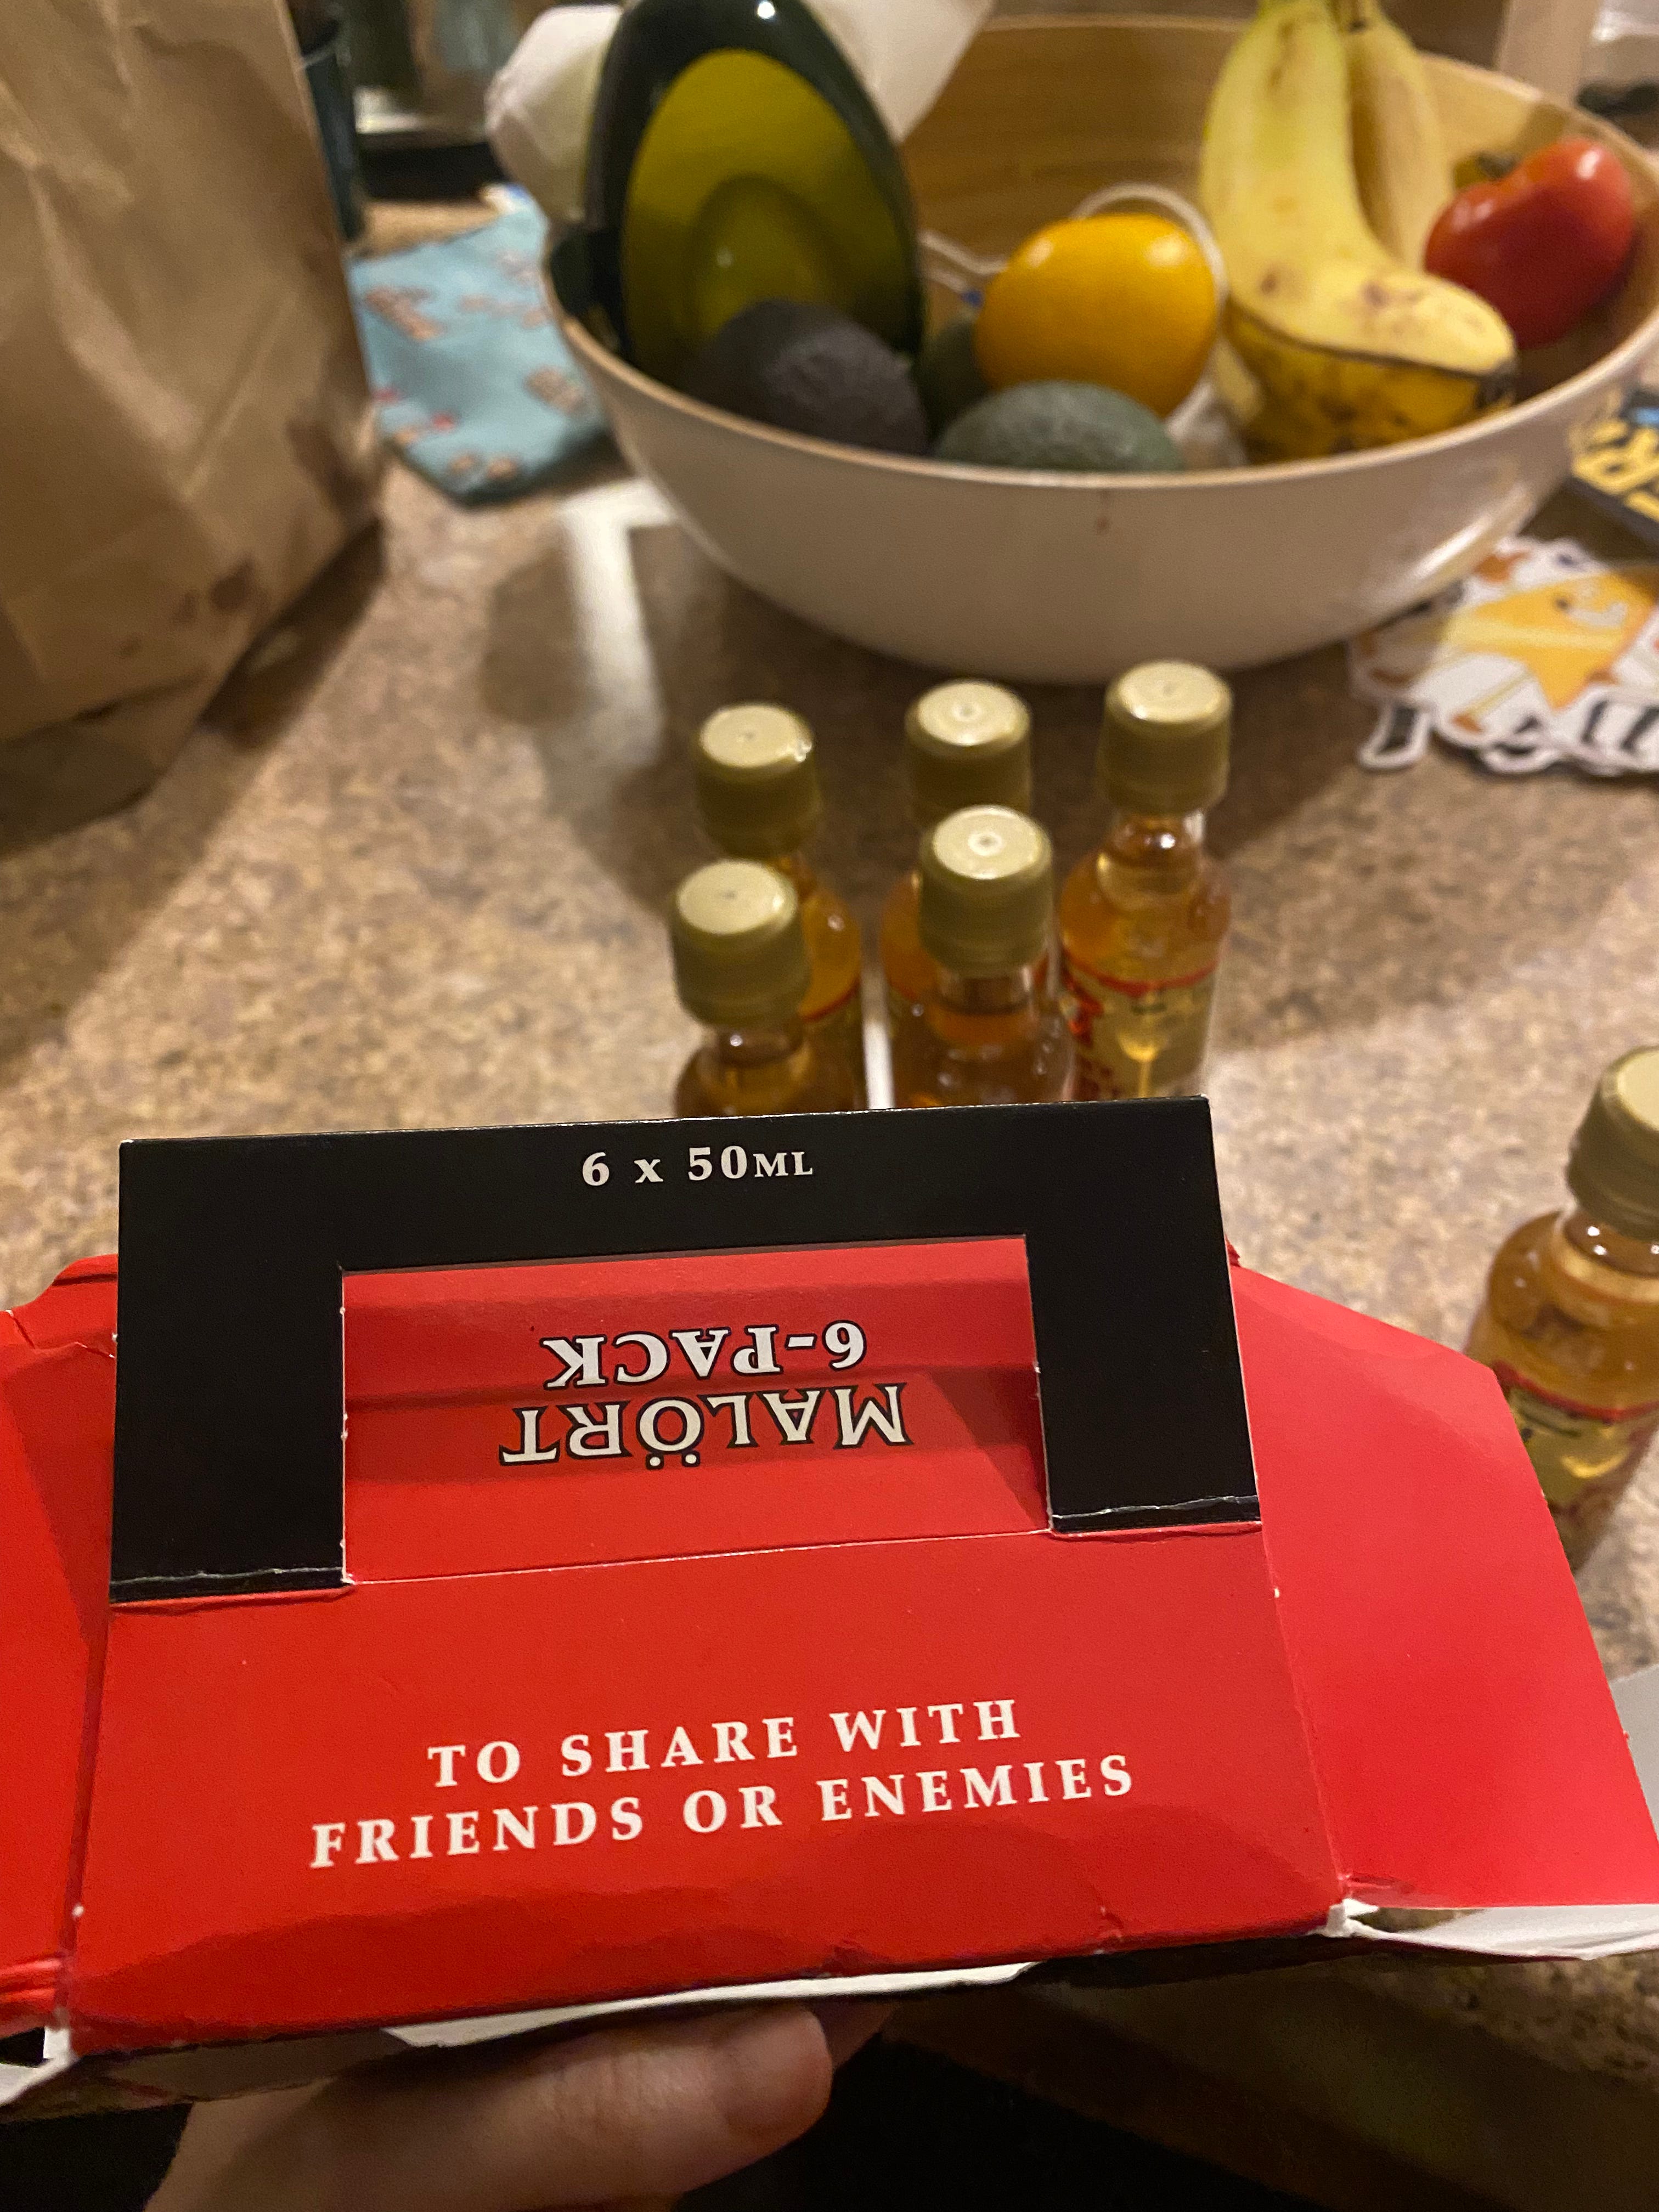 6 x 50ML
MALÖRT
6-PACK
TO SHARE WITH
FRIENDS OR ENEMIES